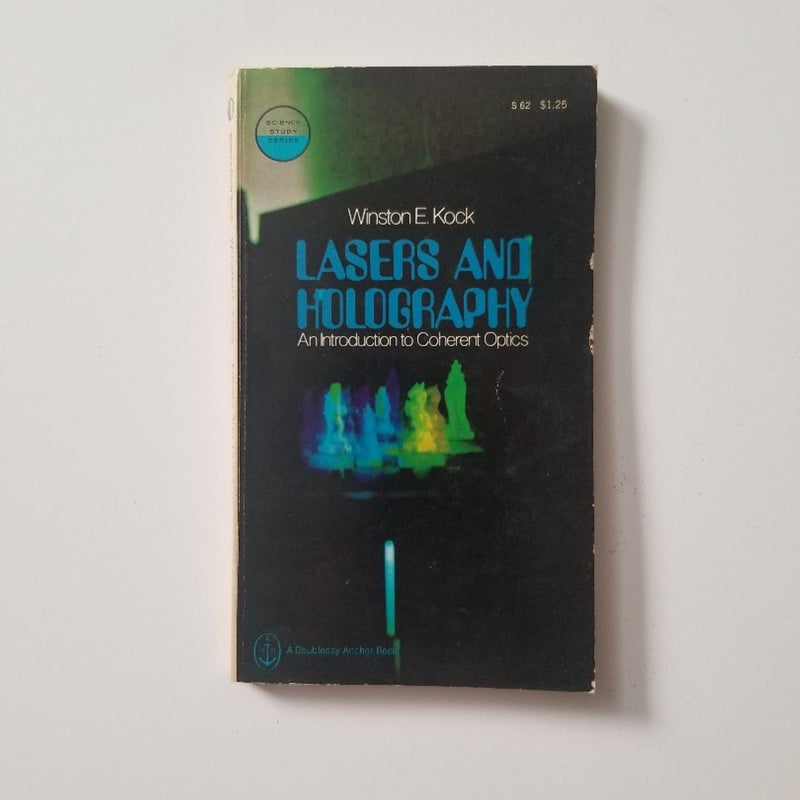 SCIENCE
STUDY
SERIES
S 62 $1.25
Winston E. Kock
LASERS AND
HOLOGRAPHY
An Introduction to Coherent Optics
A Doubleday Anchor Book